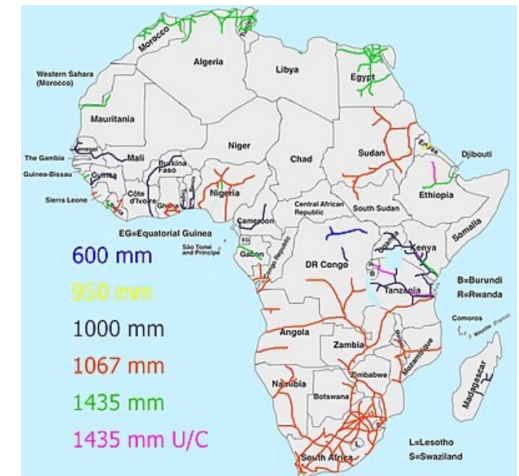 Morocco
Algeria
Libya
Egypt
Western Sahara
(Morocco)
Mauritania
Mali
Niger
Chad
Sudan
Eritrea
Djibouti
The Gambia
Senegal
Guinea-Bissau
Guinea
Burkina
Faso
Sierra Leone
Côte
d'Ivoire
Ghana
Nigeria
Ethiopia
Central African
Republic
South Sudan
Somalia
Cameroon
EG=Equatorial Guinea
EG
São Tomé
and Príncipe
Gabon
Congo Republic
DR Congo
Uganda
Kenya
R
B
Tanzania
B=Burundi
R=Rwanda
600 mm
950 mm
1000 mm
1067 mm
1435 mm
1435 mm U/C
Comoros
Angola
Zambia
Mozambique
Zimbabwe
Madagascar
Namibia
Botswana
South Africa
L
L=Lesotho
S=Swaziland